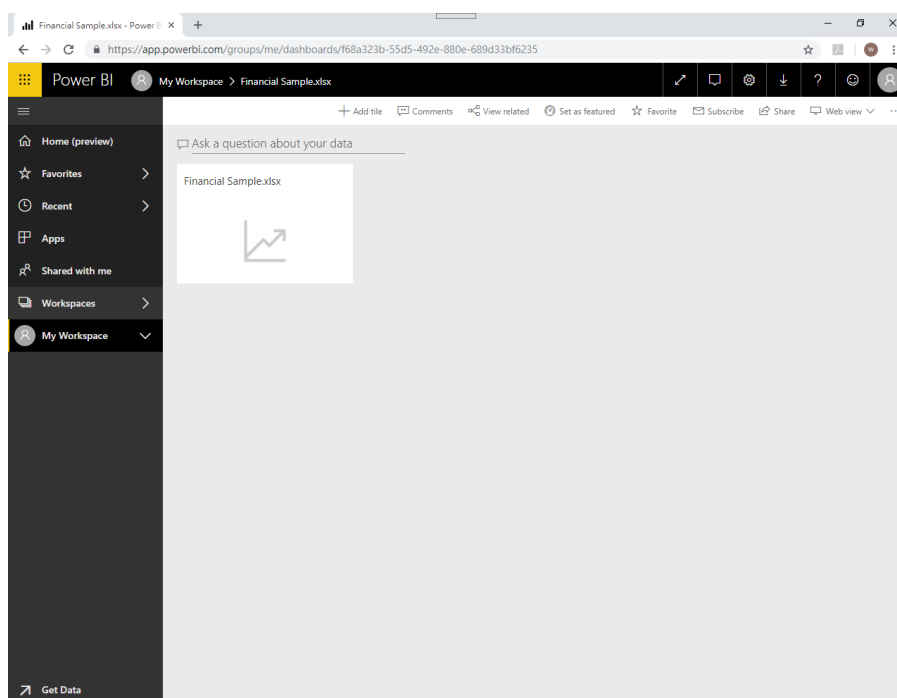 Financial Sample.xlsx - Power B
https://app.powerbi.com/groups/me/dashboards/f68a323b-55d5-492e-880e-689d33bf6235
W
Power BI My Workspace > Financial Sample.xlsx
?
Add tile Comments View related Set as featured Favorite Subscribe Share Web view
Home (preview)
Ask a question about your data
Favorites
Financial Sample.xlsx
Recent
Apps
Shared with me
Workspaces
My Workspace
Get Data